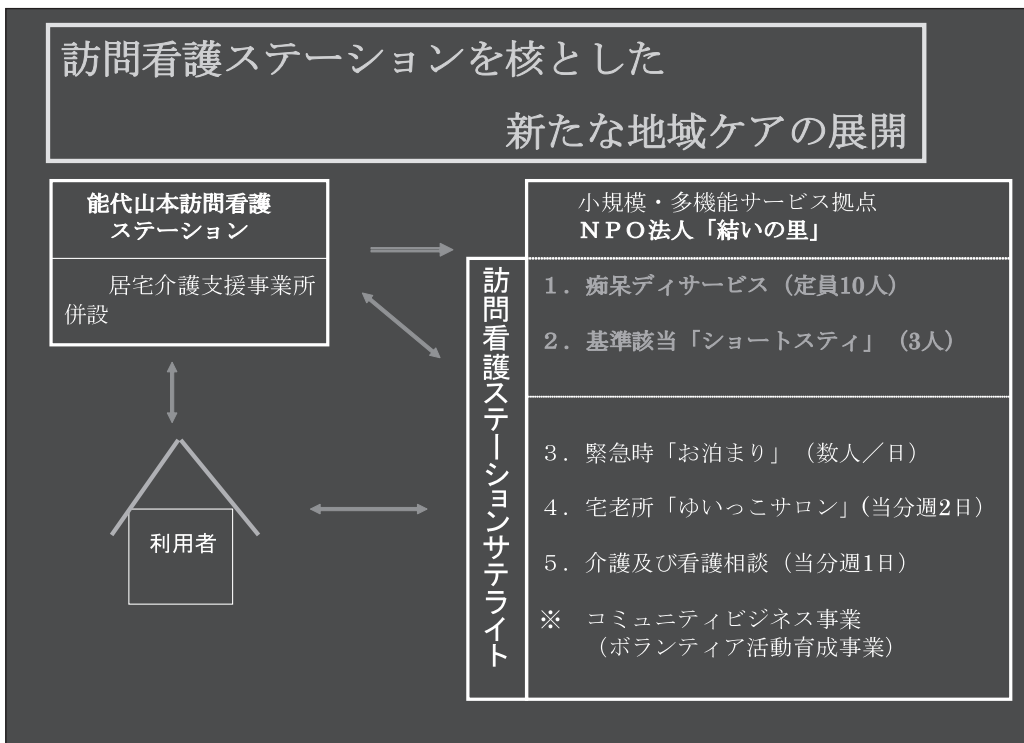 訪問看護ステーションを核とした
新たな地域ケアの展開
能代山本訪問看護
ステーション
居宅介護支援事業所
併設
利用者
訪問看護ステーションサテライト
小規模・多機能サービス拠点
ＮＰＯ法人「結いの里」
１．痴呆ディサービス（定員10人）
２．基準該当「ショートスティ」（3人）
３．緊急時「お泊まり」（数人／日）
４．宅老所「ゆいっこサロン」(当分週2日）
５．介護及び看護相談（当分週1日）
※　コミュニティビジネス事業
（ボランティア活動育成事業）